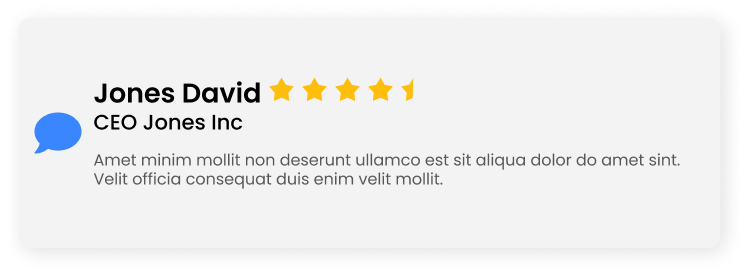 Jones David
CEO Jones Inc
Amet minim mollit non deserunt ullamco est sit aliqua dolor do amet sint.
Velit officia consequat duis enim velit mollit.